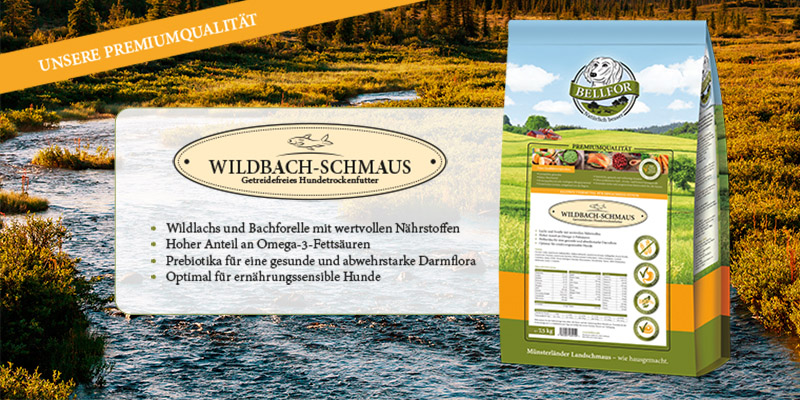 UNSERE PREMIUMQUALITÄT
WILDBACH-SCHMAUS
Getreidefreies Hundetrockenfutter
Wildlachs und Bachforelle mit wertvollen Nährstoffen
Hoher Anteil an Omega-3-Fettsäuren
Prebiotika für eine gesunde und abwehrstarke Darmflora
Optimal für ernährungssensible Hunde
BELLFOR
Natürlich besser
PREMIUMQUALITÄT
WILDBACH-SCHMAUS
Getreidefreies Hundetrockenfutter
Münsterländer Landschmaus – wie hausgemacht.